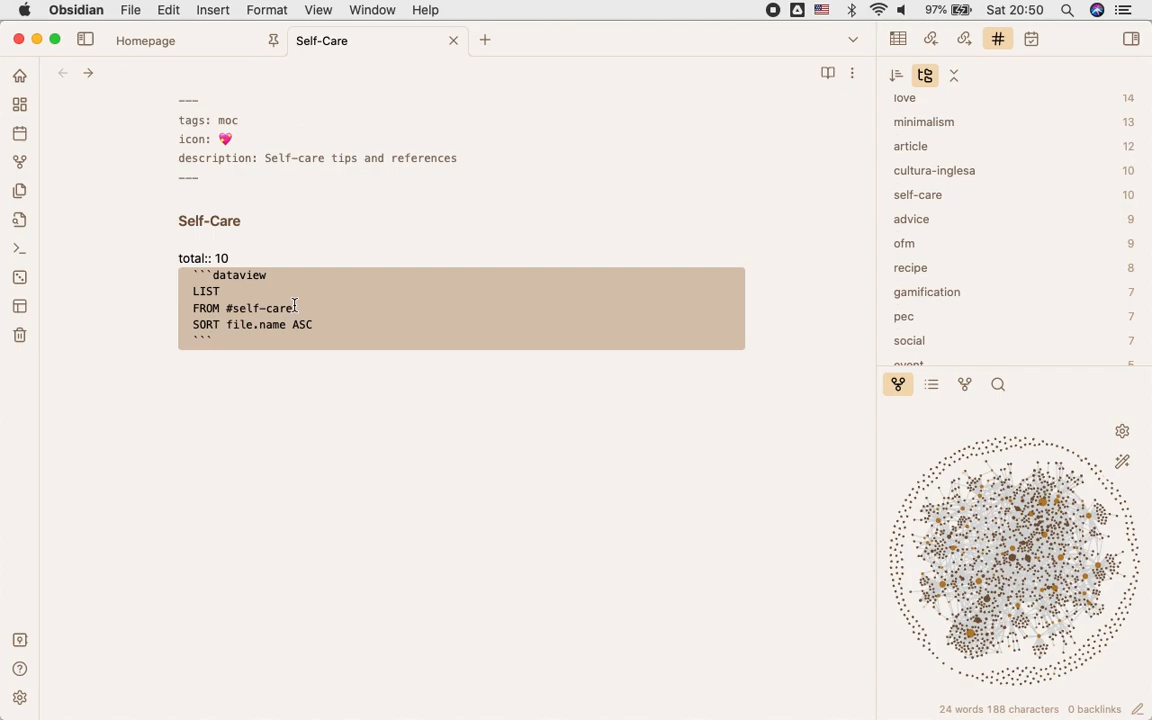 Obsidian File Edit Insert Format View Window Help 97% Sat 20:50
Homepage Self-Care
---
tags: moc
icon: 💖
description: Self-care tips and references
---
Self-Care
total:: 10
```dataview
LIST
FROM #self-care
SORT file.name ASC
```
love 14
minimalism 13
article 12
cultura-inglesa 10
self-care 10
advice 9
ofm 9
recipe 8
gamification 7
pec 7
social 7
event 5
24 words 188 characters 0 backlinks